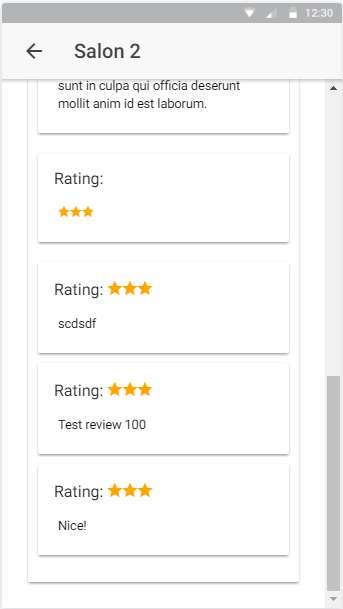 12:30
Salon 2
sunt in culpa qui officia deserunt
mollit anim id est laborum.
Rating:
Rating:
scdsdf
Rating:
Test review 100
Rating:
Nice!